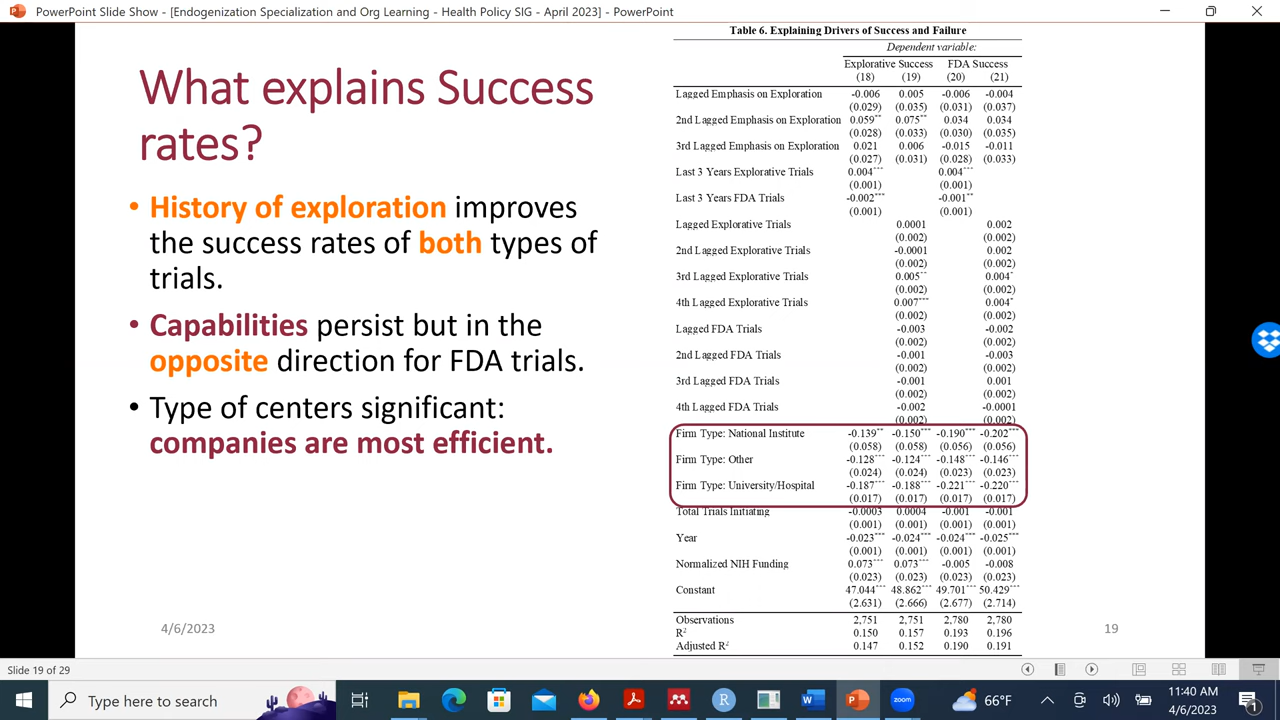 PowerPoint Slide Show - [Endogenization Specialization and Org Learning - Health Policy SIG - April 2023] - PowerPoint
What explains Success
rates?
• History of exploration improves
the success rates of both types of
trials.
• Capabilities persist but in the
opposite direction for FDA trials.
• Type of centers significant:
companies are most efficient.
Table 6. Explaining Drivers of Success and Failure
Dependent variable:
Explorative Success FDA Success
(18) (19) (20) (21)
Lagged Emphasis on Exploration -0.006 0.005 -0.006 -0.004
(0.029) (0.035) (0.031) (0.037)
2nd Lagged Emphasis on Exploration 0.059** 0.075** 0.034 0.034
(0.028) (0.033) (0.030) (0.035)
3rd Lagged Emphasis on Exploration 0.021 0.006 -0.015 -0.011
(0.027) (0.031) (0.028) (0.033)
Last 3 Years Explorative Trials 0.004*** 0.004***
(0.001) (0.001)
Last 3 Years FDA Trials -0.002*** -0.001**
(0.001) (0.001)
Lagged Explorative Trials 0.0001 0.002
(0.002) (0.002)
2nd Lagged Explorative Trials -0.0001 0.002
(0.002) (0.002)
3rd Lagged Explorative Trials 0.005** 0.004*
(0.002) (0.002)
4th Lagged Explorative Trials 0.007*** 0.004*
(0.002) (0.002)
Lagged FDA Trials -0.003 -0.002
(0.002) (0.002)
2nd Lagged FDA Trials -0.001 -0.003
(0.002) (0.002)
3rd Lagged FDA Trials -0.001 0.001
(0.002) (0.002)
4th Lagged FDA Trials -0.002 -0.0001
(0.002) (0.002)
Firm Type: National Institute -0.139** -0.150*** -0.190*** -0.202***
(0.058) (0.058) (0.056) (0.056)
Firm Type: Other -0.128*** -0.124*** -0.148*** -0.146***
(0.024) (0.024) (0.023) (0.023)
Firm Type: University/Hospital -0.187*** -0.188*** -0.221*** -0.220***
(0.017) (0.017) (0.017) (0.017)
Total Trials Initiating -0.0003 0.0004 -0.001 -0.001
(0.001) (0.001) (0.001) (0.001)
Year -0.023*** -0.024*** -0.024*** -0.025***
(0.001) (0.001) (0.001) (0.001)
Normalized NIH Funding 0.073*** 0.073*** -0.005 -0.008
(0.023) (0.023) (0.023) (0.023)
Constant 47.044*** 48.862*** 49.701*** 50.429***
(2.631) (2.666) (2.677) (2.714)
Observations 2,751 2,751 2,780 2,780
R² 0.150 0.157 0.193 0.196
Adjusted R² 0.147 0.152 0.190 0.191
4/6/2023
19
Slide 19 of 29
Type here to search
66°F
11:40 AM
4/6/2023
1
zoom